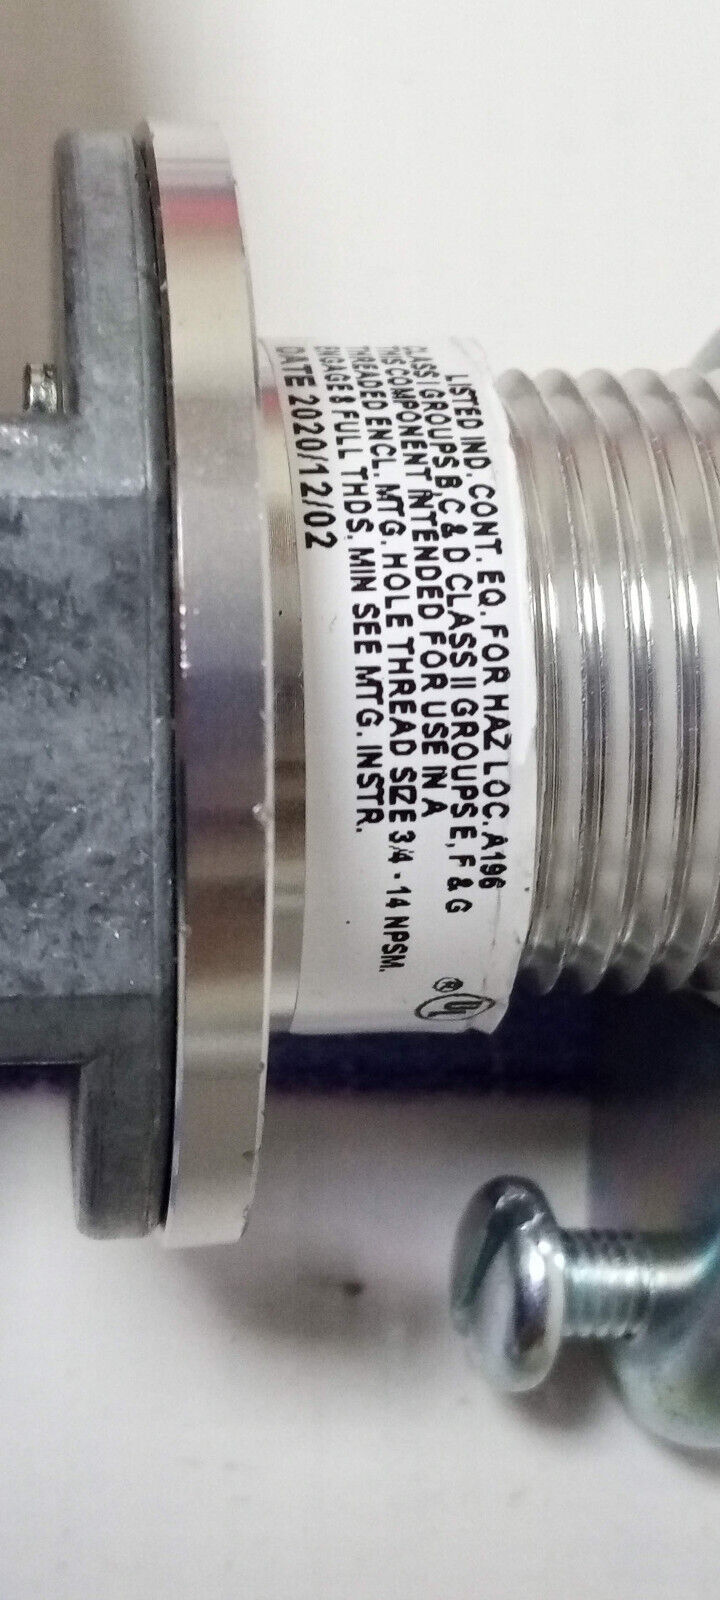 LISTED IND. CONT. EQ. FOR HAZ LOC. A196
CLASS I GROUPS B, C & D CLASS II GROUPS E, F & G
THIS COMPONENT INTENDED FOR USE IN A
THREADED ENCL. MTG. HOLE THREAD SIZE 3/4 - 14 NPSM.
ENGAGE 8 FULL THDS. MIN SEE MTG. INSTR.
DATE 2020/12/02
UL